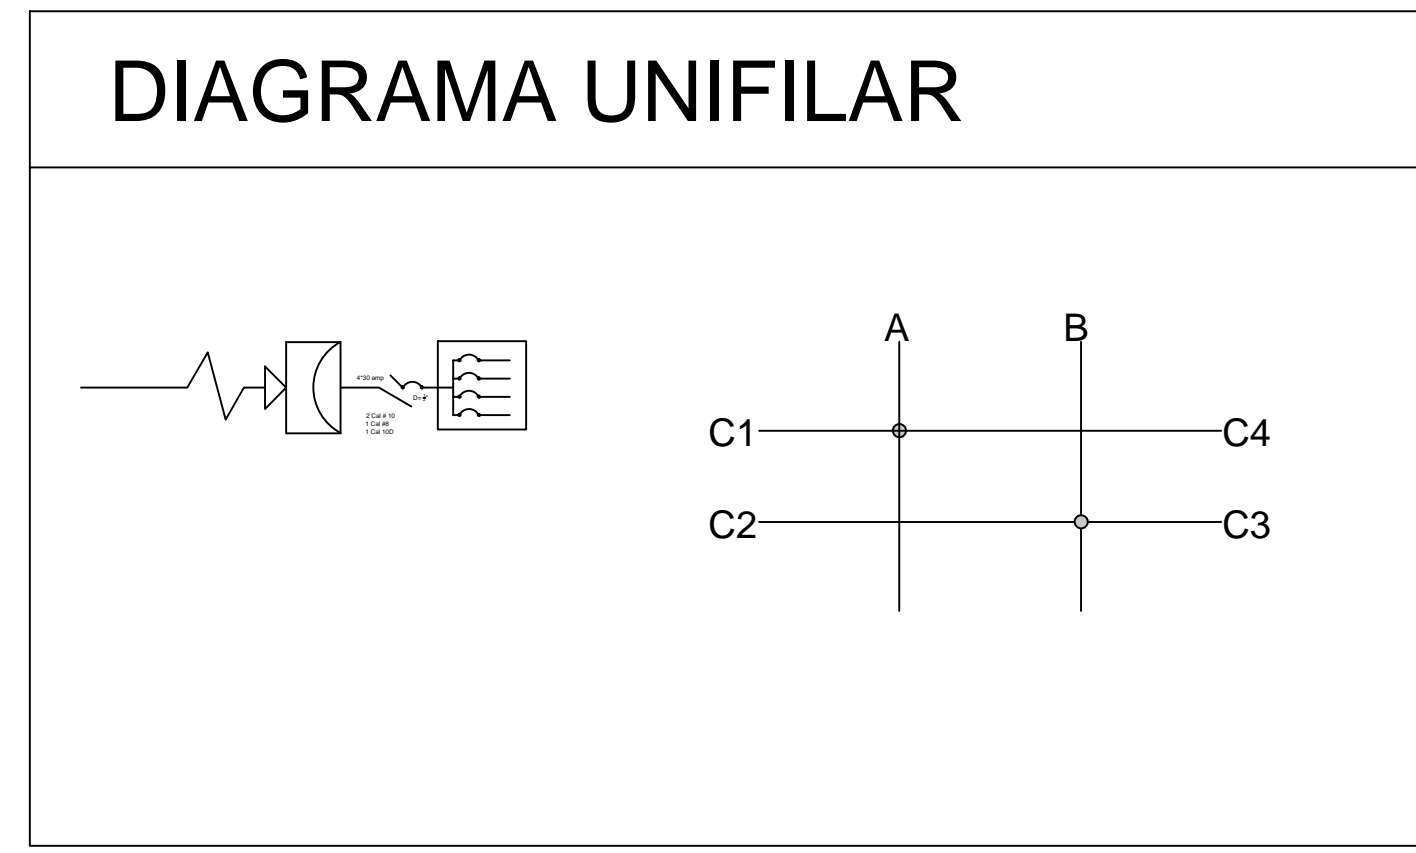 DIAGRAMA UNIFILAR
4*30 amp
2 Cal # 10
1 Cal #8
1 Cal 10D
A
B
C1
C4
C2
C3